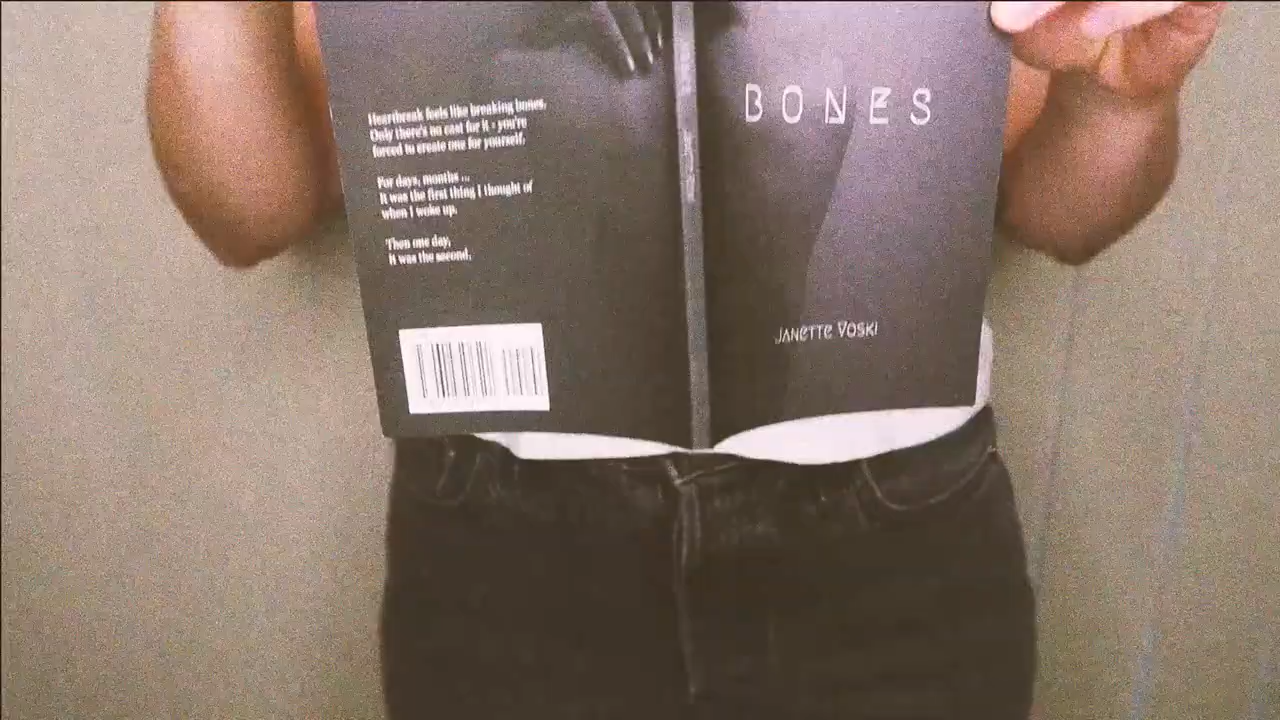 Heartbreak feels like breaking bones.
Only there's no cast for it - you're
forced to create one for yourself.
For days, months ...
It was the first thing I thought of
when I woke up.
Then one day,
it was the second.
BONES
JANETTE VOSKI